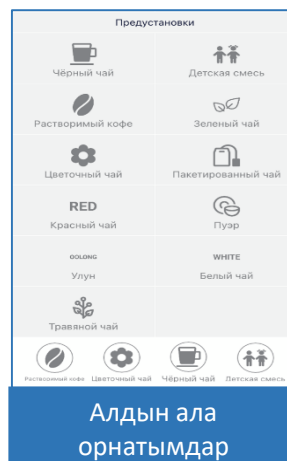 Предустановки
Чёрный чай
Детская смесь
Растворимый кофе
Зеленый чай
Цветочный чай
Пакетированный чай
RED
Красный чай
Пуэр
OOLONG
Улун
WHITE
Белый чай
Травяной чай
Растворимый кофе Цветочный чай Чёрный чай Детская смесь
Алдын ала
орнатымдар